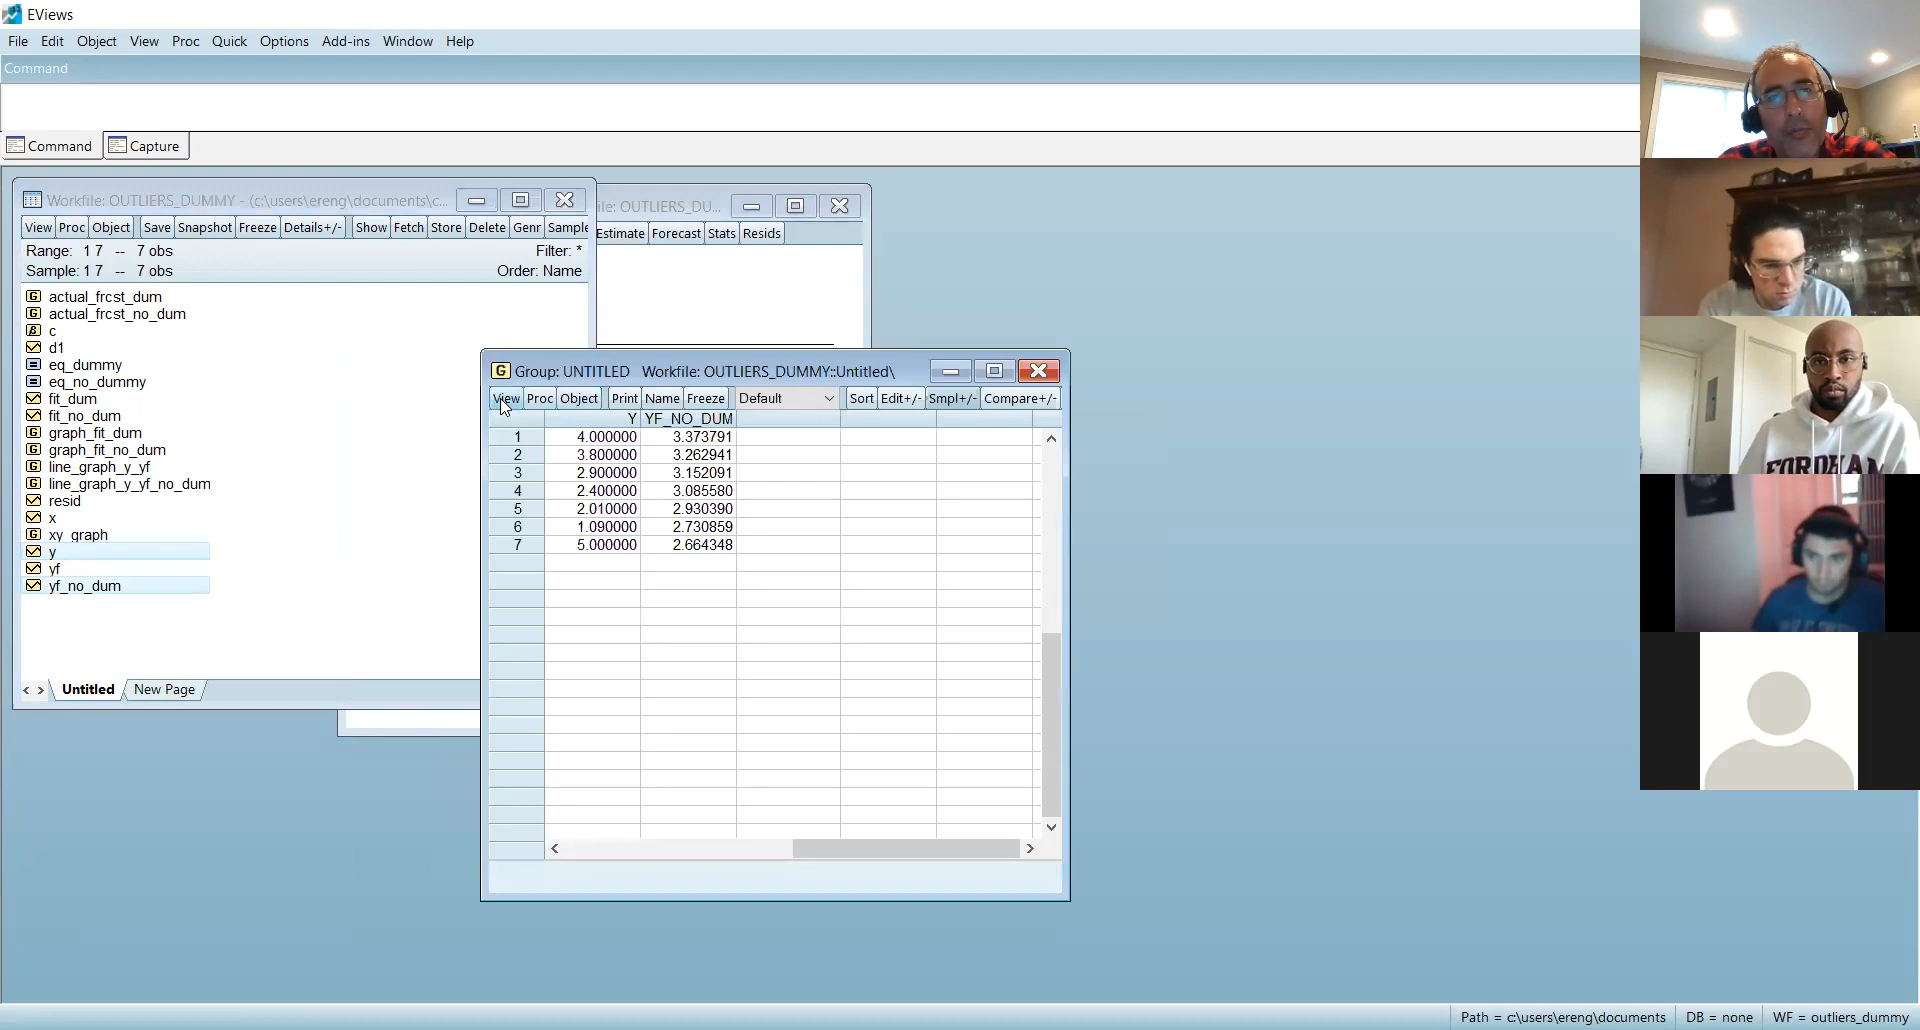 EViews
File Edit Object View Proc Quick Options Add-ins Window Help
Command
Command Capture
Workfile: OUTLIERS_DUMMY - (c:\users\ereng\documents\c...
View Proc Object Save Snapshot Freeze Details+/- Show Fetch Store Delete Genr Sample
Range: 1 7 -- 7 obs Filter: *
Sample: 1 7 -- 7 obs Order: Name
actual_frcst_dum
actual_frcst_no_dum
c
d1
eq_dummy
eq_no_dummy
fit_dum
fit_no_dum
graph_fit_dum
graph_fit_no_dum
line_graph_y_yf
line_graph_y_yf_no_dum
resid
x
xy_graph
y
yf
yf_no_dum
Untitled New Page
ile: OUTLIERS_DU...
Estimate Forecast Stats Resids
G Group: UNTITLED Workfile: OUTLIERS_DUMMY::Untitled\
View Proc Object Print Name Freeze Default Sort Edit+/- Smpl+/- Compare+/-
Y YF_NO_DUM
1 4.000000 3.373791
2 3.800000 3.262941
3 2.900000 3.152091
4 2.400000 3.085580
5 2.010000 2.930390
6 1.090000 2.730859
7 5.000000 2.664348
FORDHAM
Path = c:\users\ereng\documents DB = none WF = outliers_dummy